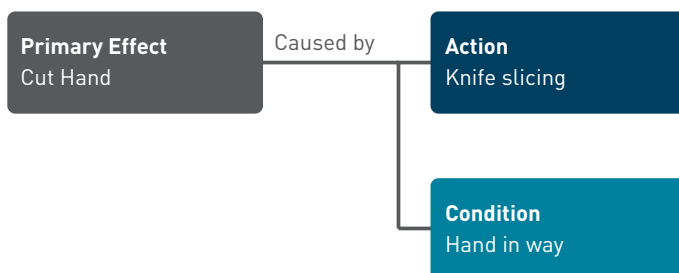 Primary Effect
Cut Hand
Caused by
Action
Knife slicing
Condition
Hand in way